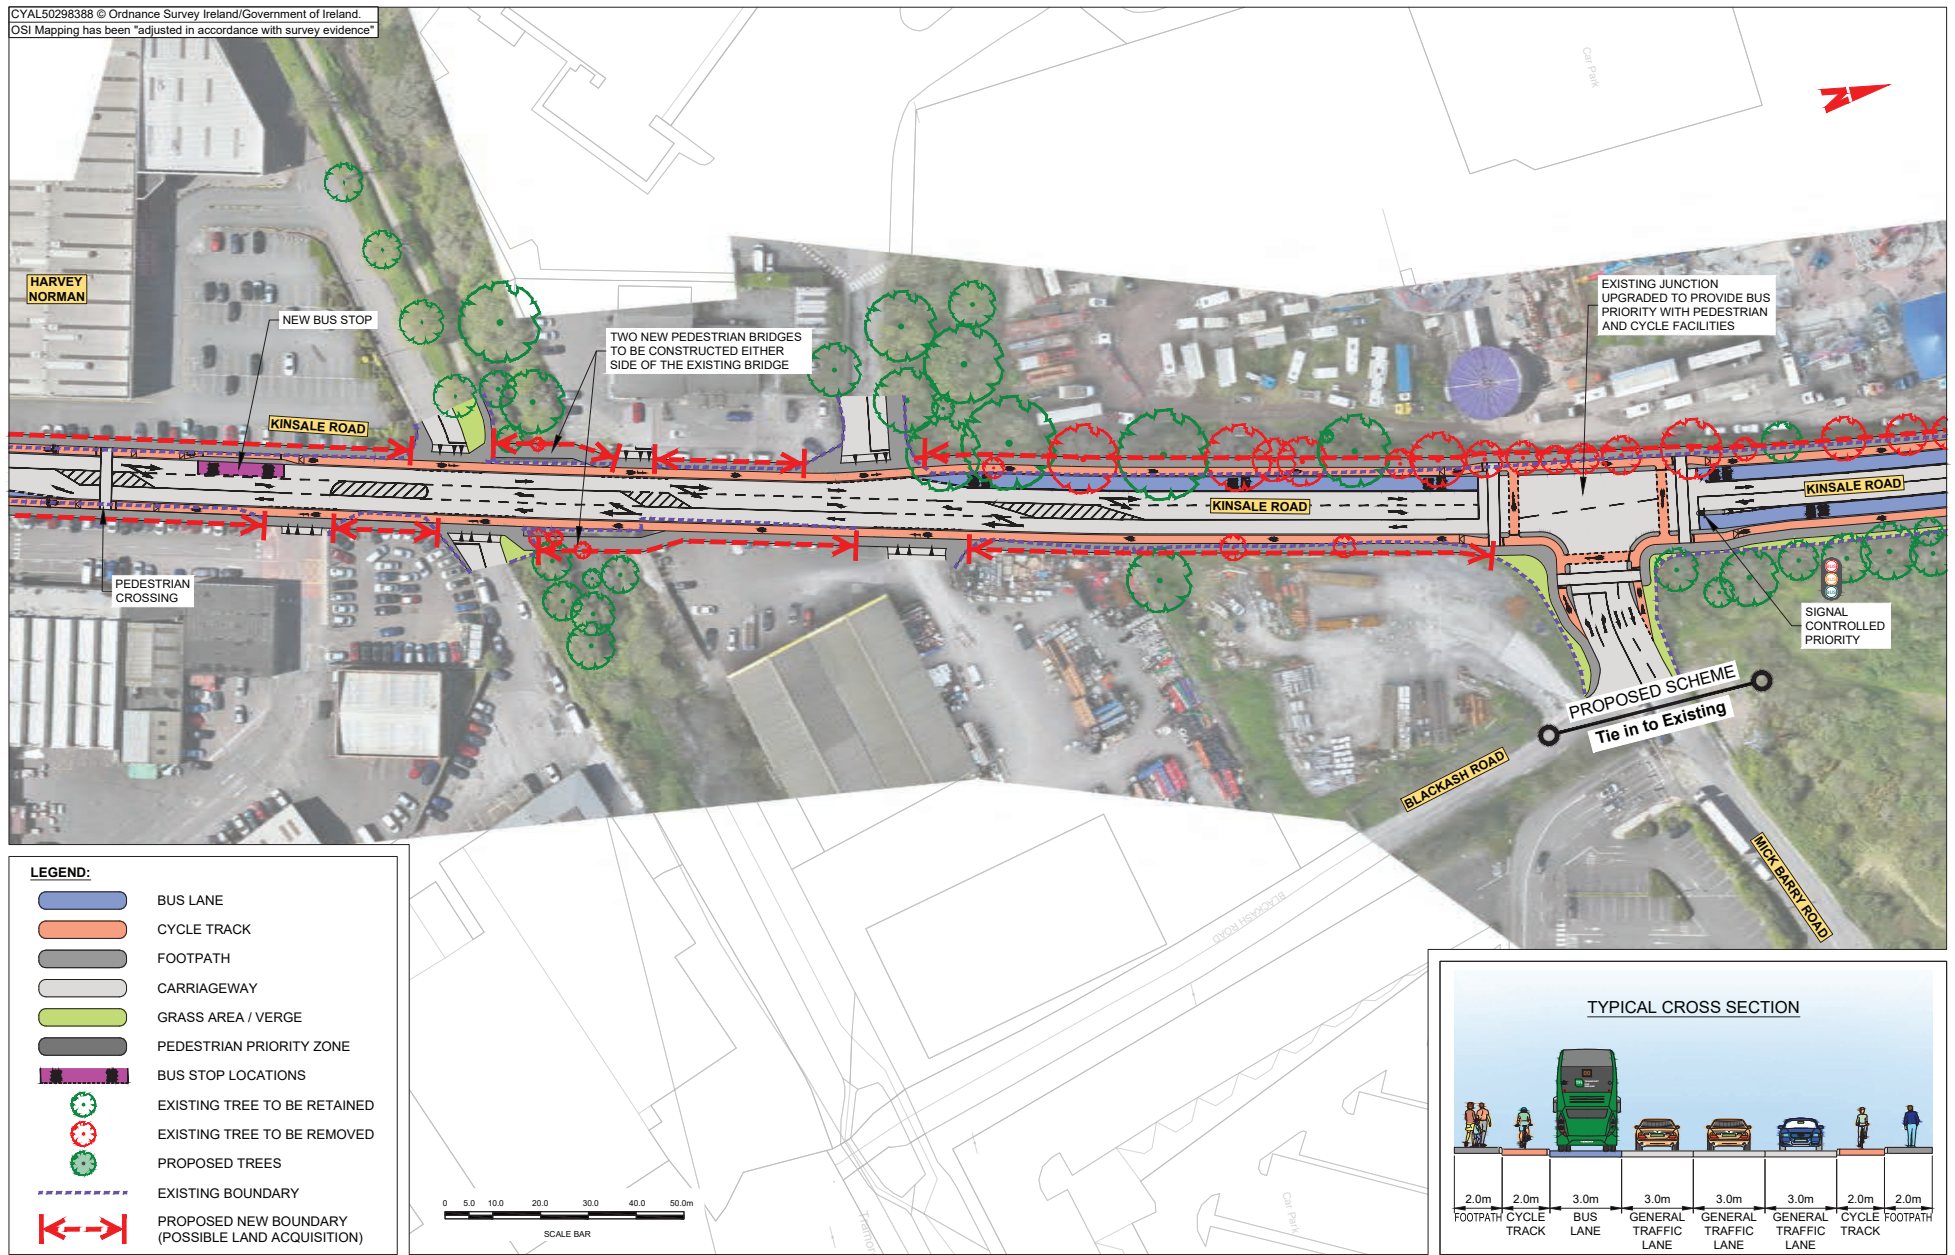 CYAL50298388 © Ordnance Survey Ireland/Government of Ireland.
OSI Mapping has been "adjusted in accordance with survey evidence"
Car Park
N
HARVEY
NORMAN
NEW BUS STOP
KINSALE ROAD
TWO NEW PEDESTRIAN BRIDGES
TO BE CONSTRUCTED EITHER
SIDE OF THE EXISTING BRIDGE
EXISTING JUNCTION
UPGRADED TO PROVIDE BUS
PRIORITY WITH PEDESTRIAN
AND CYCLE FACILITIES
KINSALE ROAD
KINSALE ROAD
PEDESTRIAN
CROSSING
SIGNAL
CONTROLLED
PRIORITY
PROPOSED SCHEME
Tie in to Existing
BLACKASH ROAD
MICK BARRY ROAD
BLACKASH ROAD
Car Park
LEGEND:
BUS LANE
CYCLE TRACK
FOOTPATH
CARRIAGEWAY
GRASS AREA / VERGE
PEDESTRIAN PRIORITY ZONE
BUS STOP LOCATIONS
EXISTING TREE TO BE RETAINED
EXISTING TREE TO BE REMOVED
PROPOSED TREES
EXISTING BOUNDARY
PROPOSED NEW BOUNDARY
(POSSIBLE LAND ACQUISITION)
0 5.0 10.0 20.0 30.0 40.0 50.0m
SCALE BAR
TYPICAL CROSS SECTION
2.0m 2.0m 3.0m 3.0m 3.0m 3.0m 2.0m 2.0m
FOOTPATH CYCLE BUS GENERAL GENERAL GENERAL CYCLE FOOTPATH
TRACK LANE TRAFFIC TRAFFIC TRAFFIC TRACK
LANE LANE LANE